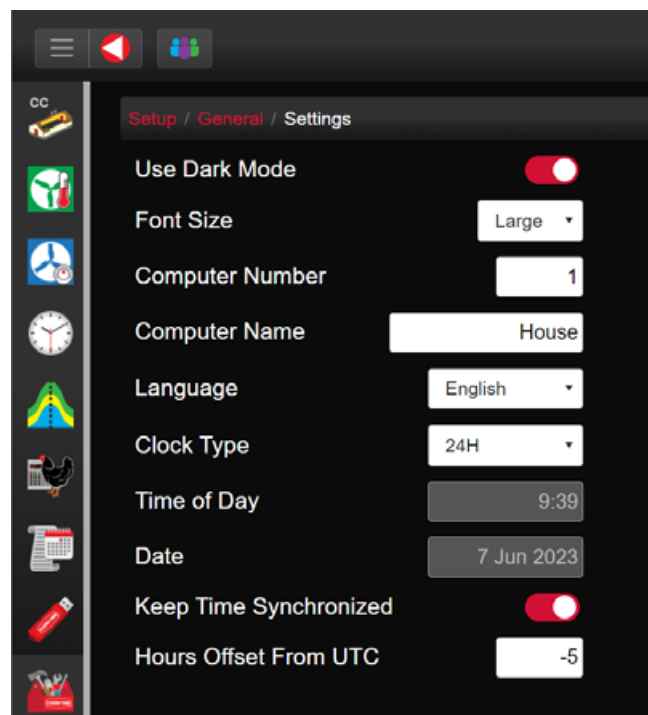 CC
Setup / General / Settings
Use Dark Mode
Font Size Large
Computer Number 1
Computer Name House
Language English
Clock Type 24H
Time of Day 9:39
Date 7 Jun 2023
Keep Time Synchronized
Hours Offset From UTC -5